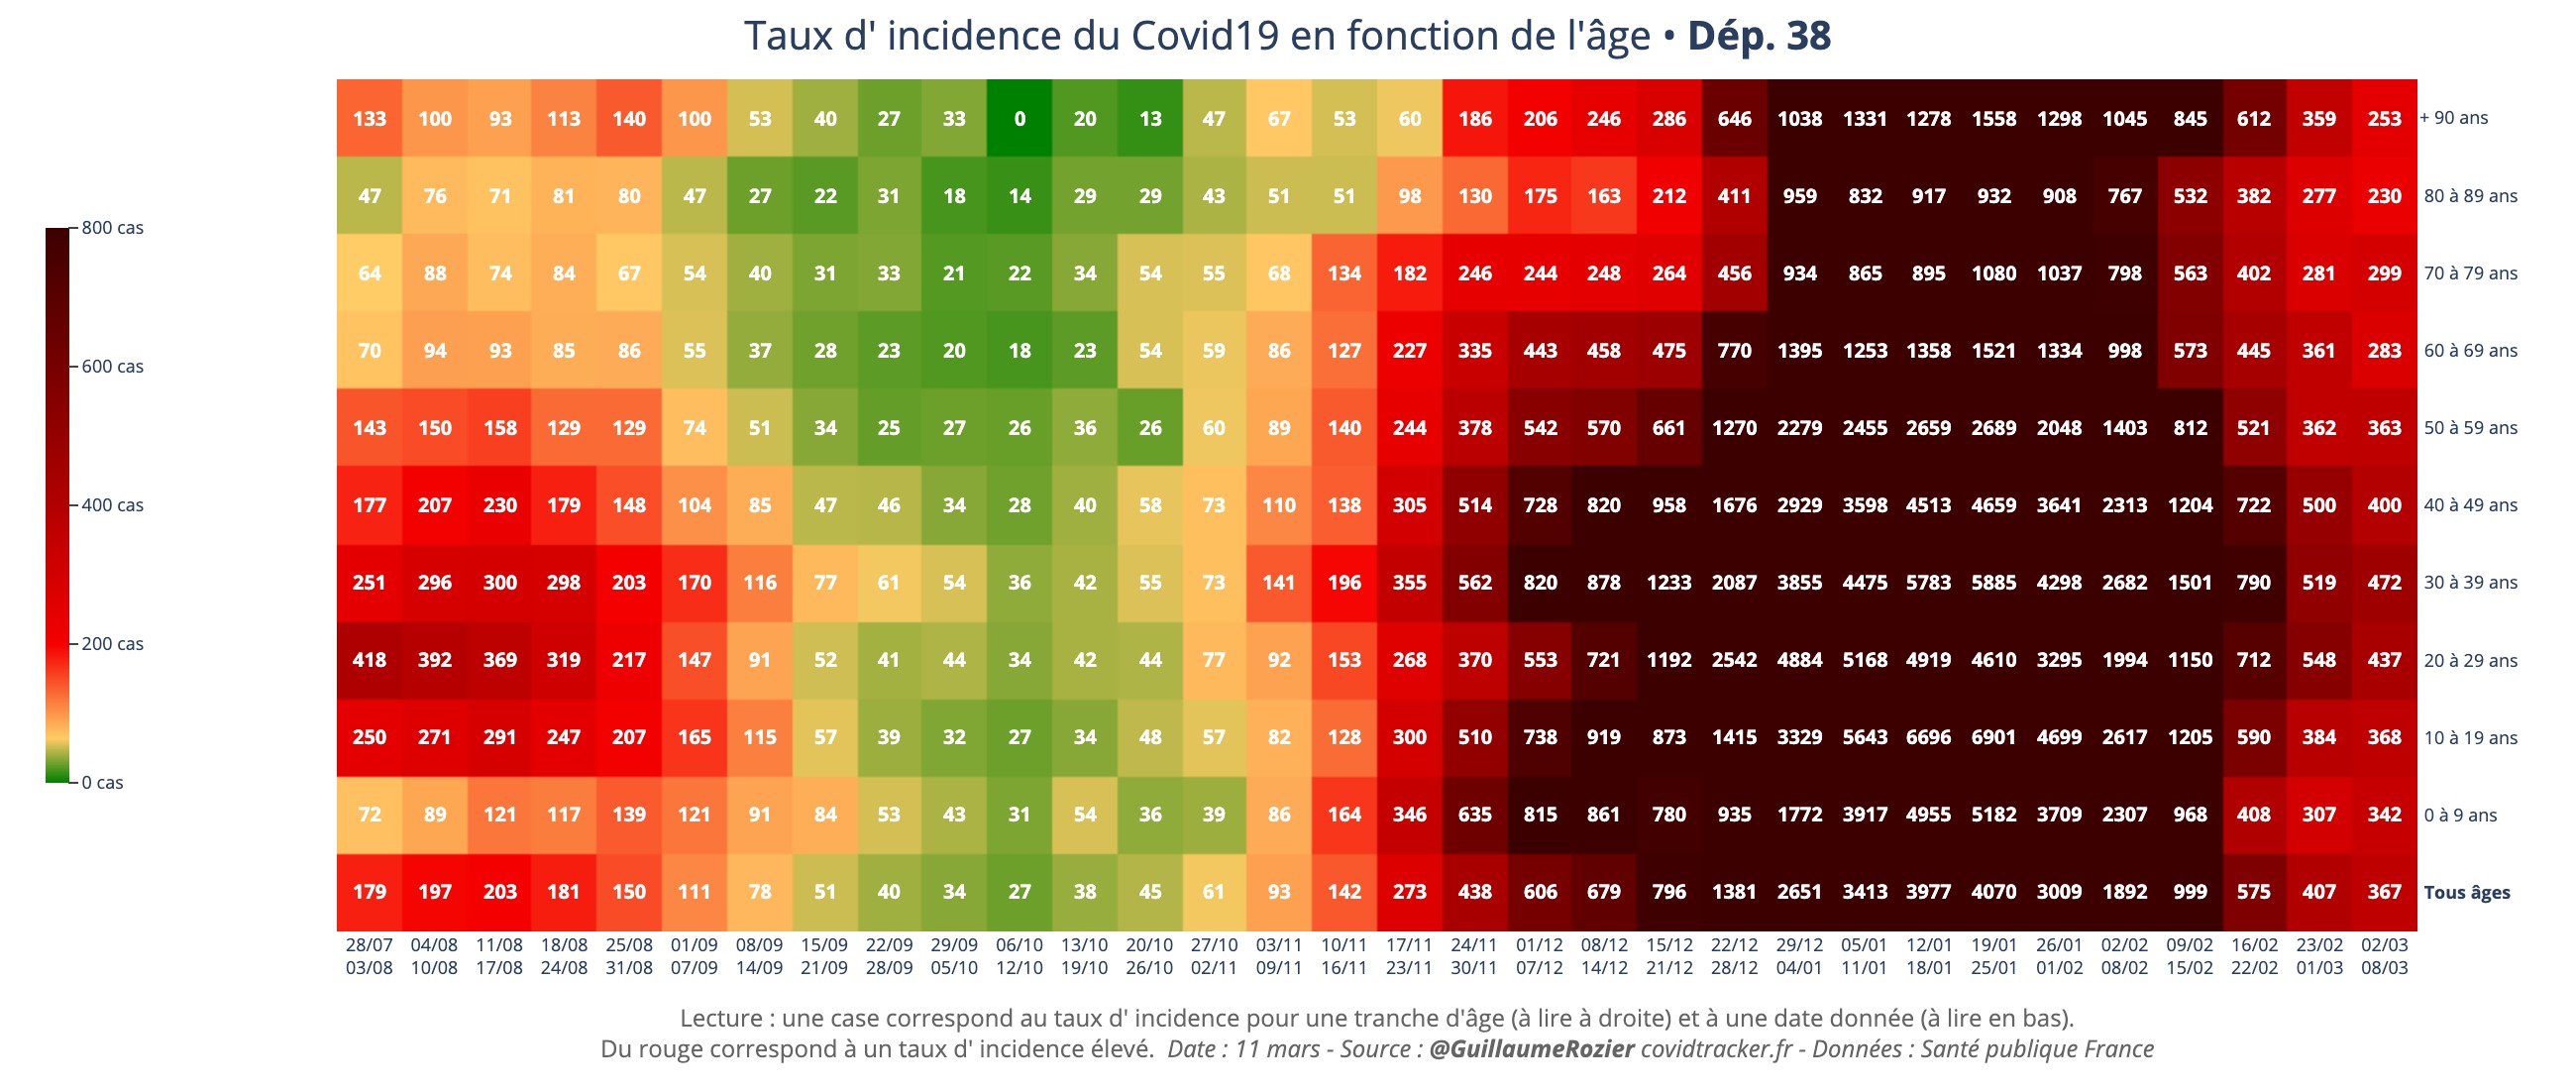 Taux d' incidence du Covid19 en fonction de l'âge • Dép. 38
800 cas
600 cas
400 cas
200 cas
0 cas
133 100 93 113 140 100 53 40 27 33 0 20 13 47 67 53 60 186 206 246 286 646 1038 1331 1278 1558 1298 1045 845 612 359 253 + 90 ans
47 76 71 81 80 47 27 22 31 18 14 29 29 43 51 51 98 130 175 163 212 411 959 832 917 932 908 767 532 382 277 230 80 à 89 ans
64 88 74 84 67 54 40 31 33 21 22 34 54 55 68 134 182 246 244 248 264 456 934 865 895 1080 1037 798 563 402 281 299 70 à 79 ans
70 94 93 85 86 55 37 28 23 20 18 23 54 59 86 127 227 335 443 458 475 770 1395 1253 1358 1521 1334 998 573 445 361 283 60 à 69 ans
143 150 158 129 129 74 51 34 25 27 26 36 26 60 89 140 244 378 542 570 661 1270 2279 2455 2659 2689 2048 1403 812 521 362 363 50 à 59 ans
177 207 230 179 148 104 85 47 46 34 28 40 58 73 110 138 305 514 728 820 958 1676 2929 3598 4513 4659 3641 2313 1204 722 500 400 40 à 49 ans
251 296 300 298 203 170 116 77 61 54 36 42 55 73 141 196 355 562 820 878 1233 2087 3855 4475 5783 5885 4298 2682 1501 790 519 472 30 à 39 ans
418 392 369 319 217 147 91 52 41 44 34 42 44 77 92 153 268 370 553 721 1192 2542 4884 5168 4919 4610 3295 1994 1150 712 548 437 20 à 29 ans
250 271 291 247 207 165 115 57 39 32 27 34 48 57 82 128 300 510 738 919 873 1415 3329 5643 6696 6901 4699 2617 1205 590 384 368 10 à 19 ans
72 89 121 117 139 121 91 84 53 43 31 54 36 39 86 164 346 635 815 861 780 935 1772 3917 4955 5182 3709 2307 968 408 307 342 0 à 9 ans
179 197 203 181 150 111 78 51 40 34 27 38 45 61 93 142 273 438 606 679 796 1381 2651 3413 3977 4070 3009 1892 999 575 407 367 Tous âges
28/07 04/08 11/08 18/08 25/08 01/09 08/09 15/09 22/09 29/09 06/10 13/10 20/10 27/10 03/11 10/11 17/11 24/11 01/12 08/12 15/12 22/12 29/12 05/01 12/01 19/01 26/01 02/02 09/02 16/02 23/02 02/03
03/08 10/08 17/08 24/08 31/08 07/09 14/09 21/09 28/09 05/10 12/10 19/10 26/10 02/11 09/11 16/11 23/11 30/11 07/12 14/12 21/12 28/12 04/01 11/01 18/01 25/01 01/02 08/02 15/02 22/02 01/03 08/03
Lecture : une case correspond au taux d' incidence pour une tranche d'âge (à lire à droite) et à une date donnée (à lire en bas).
Du rouge correspond à un taux d' incidence élevé. Date : 11 mars - Source : @GuillaumeRozier covidtracker.fr - Données : Santé publique France